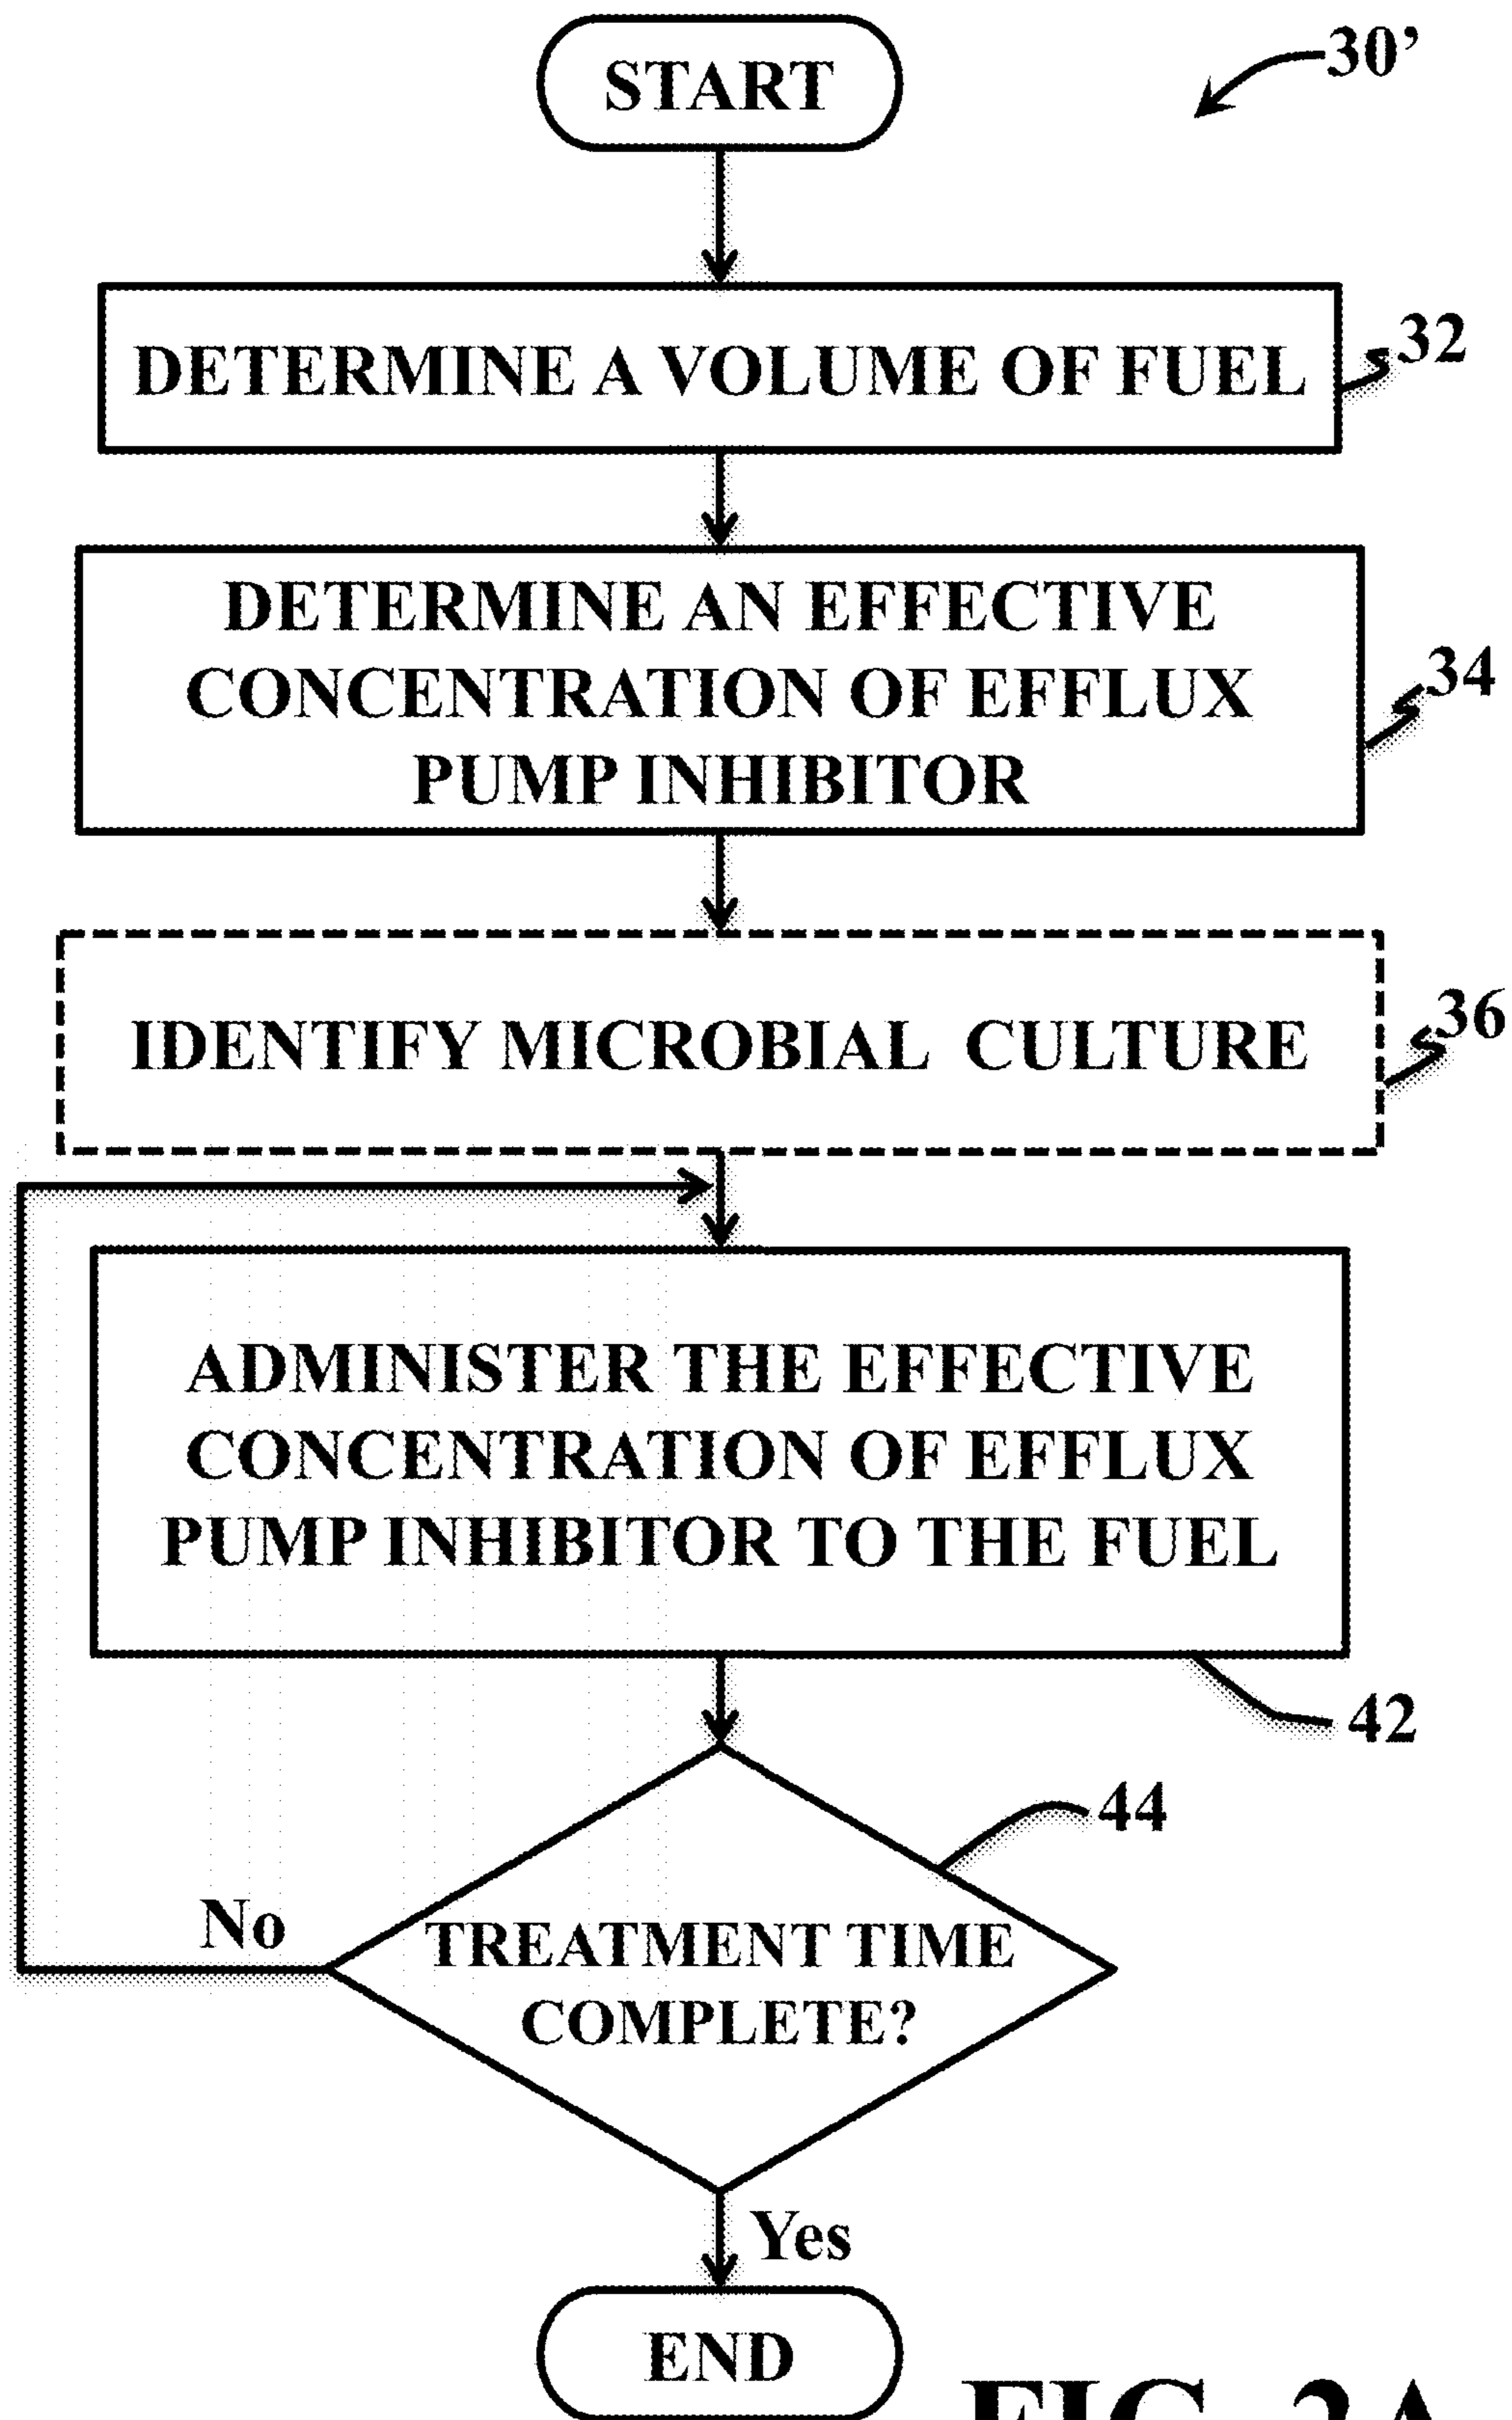 START
30’
DETERMINE A VOLUME OF FUEL
32
DETERMINE AN EFFECTIVE
CONCENTRATION OF EFFLUX
PUMP INHIBITOR
34
IDENTIFY MICROBIAL CULTURE
36
ADMINISTER THE EFFECTIVE
CONCENTRATION OF EFFLUX
PUMP INHIBITOR TO THE FUEL
42
44
No
TREATMENT TIME
COMPLETE?
Yes
END